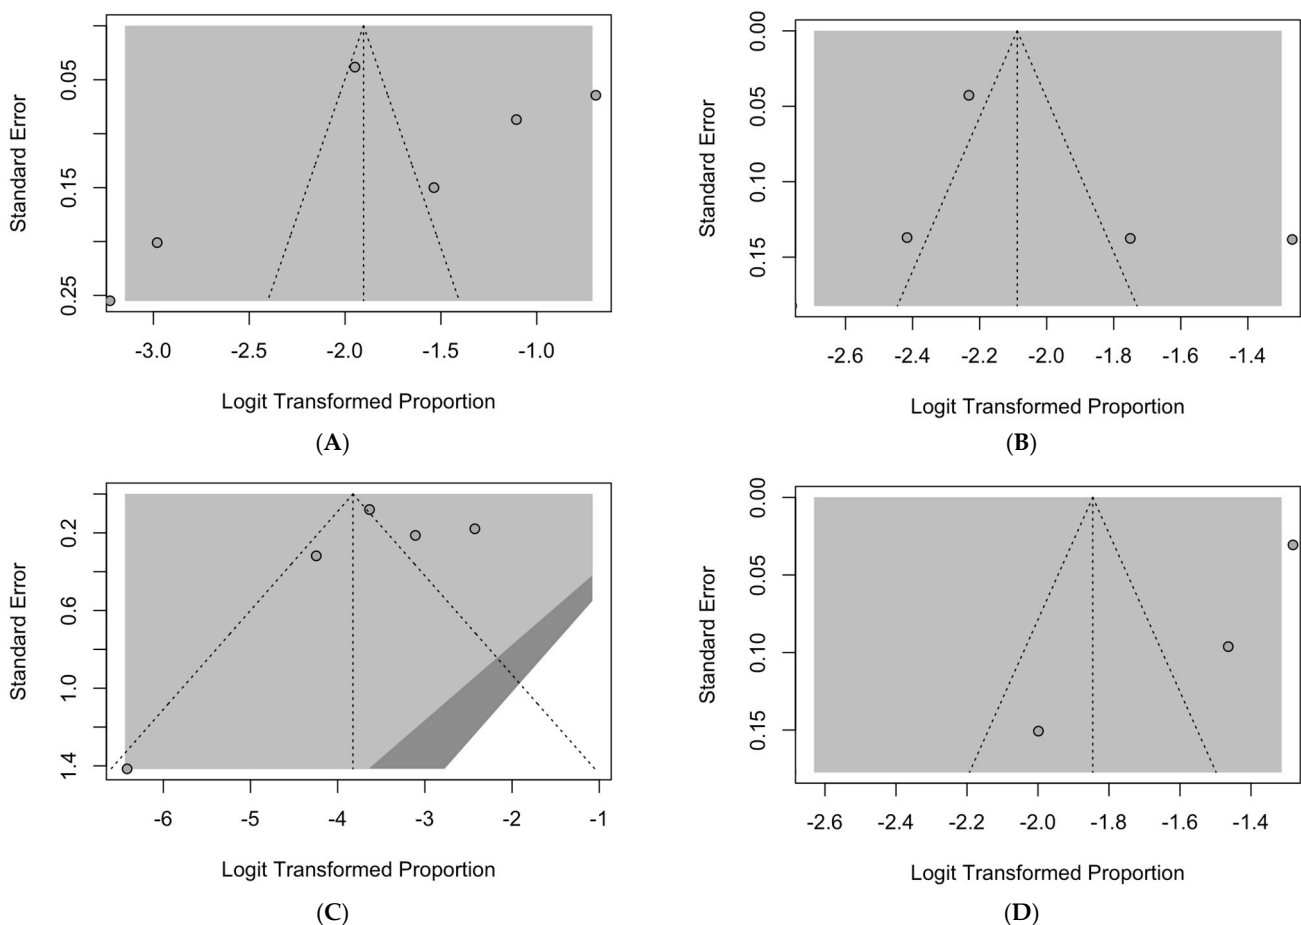 0.05
0.15
0.25
Standard Error
-3.0 -2.5 -2.0 -1.5 -1.0
Logit Transformed Proportion
(A)
0.00
0.05
0.10
0.15
Standard Error
-2.6 -2.4 -2.2 -2.0 -1.8 -1.6 -1.4
Logit Transformed Proportion
(B)
0.2
0.6
1.0
1.4
Standard Error
-6 -5 -4 -3 -2 -1
Logit Transformed Proportion
(C)
0.00
0.05
0.10
0.15
Standard Error
-2.6 -2.4 -2.2 -2.0 -1.8 -1.6 -1.4
Logit Transformed Proportion
(D)